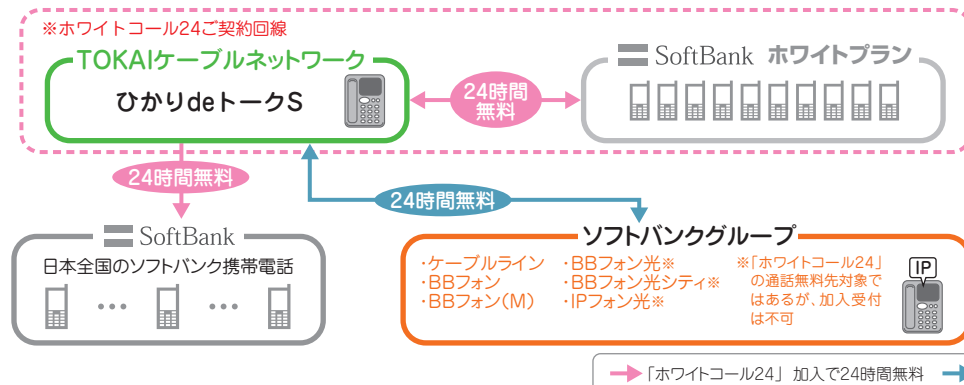 ※ホワイトコール24ご契約回線
TOKAIケーブルネットワーク
ひかりdeトークS
24時間
無料
SoftBank ホワイトプラン
24時間無料
24時間無料
SoftBank
日本全国のソフトバンク携帯電話
… …
ソフトバンクグループ
・ケーブルライン
・BBフォン
・BBフォン(M)
・BBフォン光※
・BBフォン光シティ※
・IPフォン光※
※「ホワイトコール24」
の通話無料先対象で
はあるが、加入受付
は不可
IP
「ホワイトコール24」 加入で24時間無料